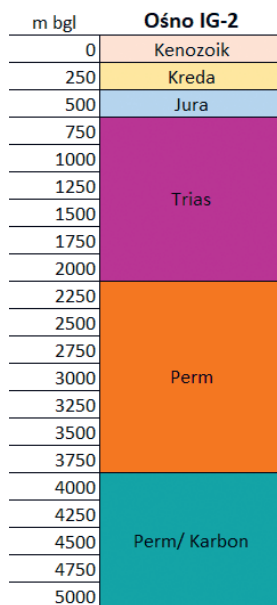 m bgl Ośno IG-2
0 Kenozoik
250 Kreda
500 Jura
750
1000
1250
1500 Trias
1750
2000
2250
2500
2750
3000 Perm
3250
3500
3750
4000
4250
4500 Perm/ Karbon
4750
5000